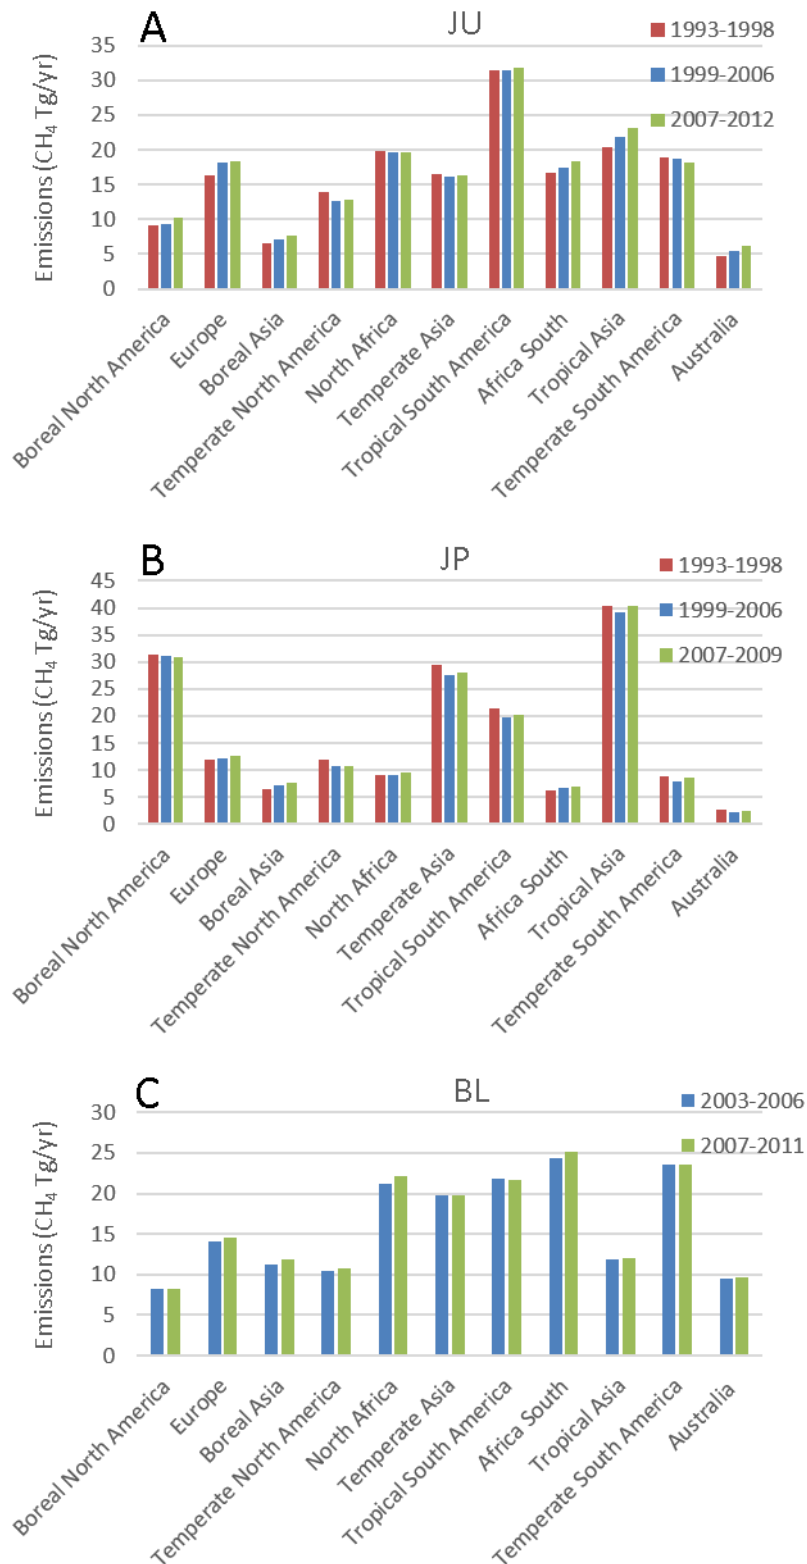 A
JU
1993-1998
1999-2006
2007-2012
Emissions (CH₄ Tg/yr)
35
30
25
20
15
10
5
0
Boreal North America
Europe
Boreal Asia
Temperate North America
North Africa
Temperate Asia
Tropical South America
Africa South
Tropical Asia
Temperate South America
Australia
B
JP
1993-1998
1999-2006
2007-2009
Emissions (CH₄ Tg/yr)
45
40
35
30
25
20
15
10
5
0
Boreal North America
Europe
Boreal Asia
Temperate North America
North Africa
Temperate Asia
Tropical South America
Africa South
Tropical Asia
Temperate South America
Australia
C
BL
2003-2006
2007-2011
Emissions (CH₄ Tg/yr)
30
25
20
15
10
5
0
Boreal North America
Europe
Boreal Asia
Temperate North America
North Africa
Temperate Asia
Tropical South America
Africa South
Tropical Asia
Temperate South America
Australia